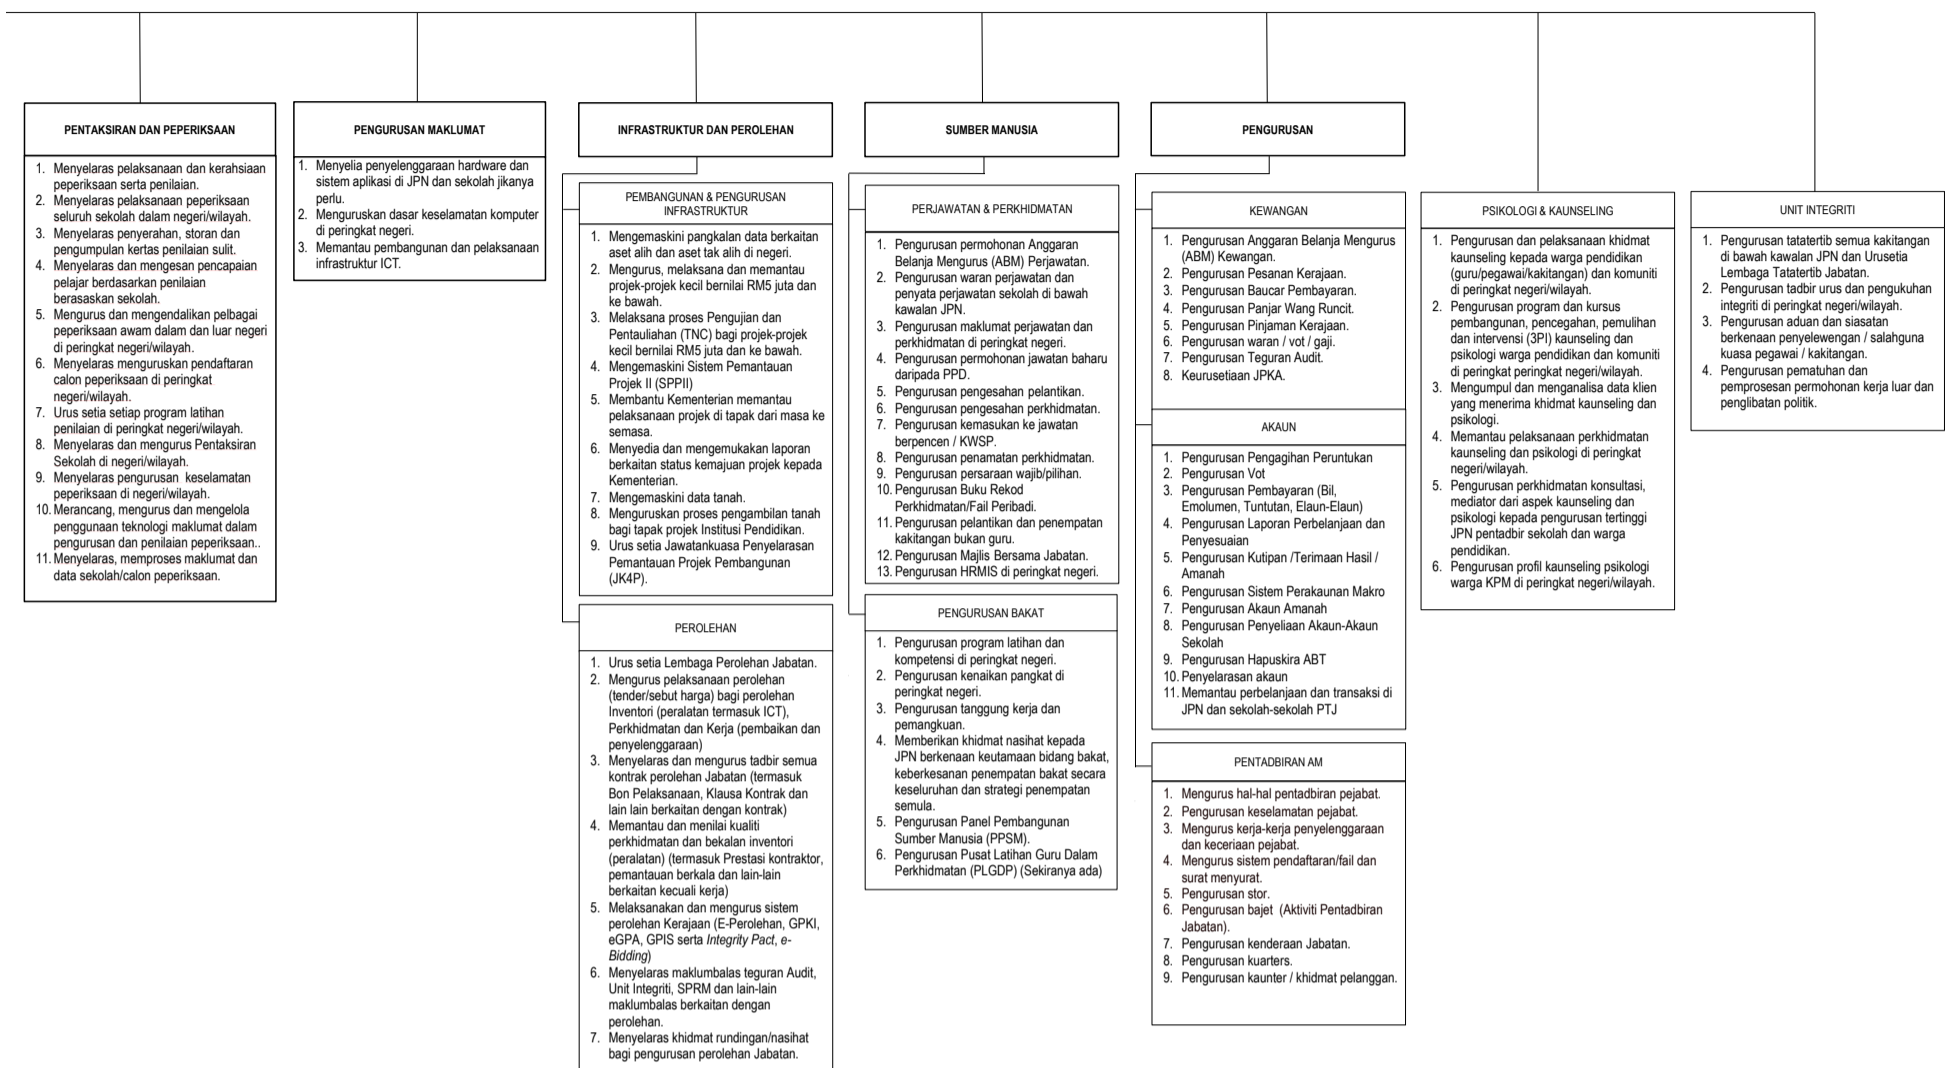 PENTAKSIRAN DAN PEPERIKSAAN
1. Menyelaras pelaksanaan dan kerahsiaan
peperiksaan serta penilaian.
2. Menyelaras pelaksanaan peperiksaan
seluruh sekolah dalam negeri/wilayah.
3. Menyelaras penyerahan, storan dan
pengumpulan kertas penilaian sulit.
4. Menyelaras dan mengesan pencapaian
pelajar berdasarkan penilaian
berasaskan sekolah.
5. Mengurus dan mengendalikan pelbagai
peperiksaan awam dalam dan luar negeri
di peringkat negeri/wilayah.
6. Menyelaras menguruskan pendaftaran
calon peperiksaan di peringkat
negeri/wilayah.
7. Urus setia setiap program latihan
penilaian di peringkat negeri/wilayah.
8. Menyelaras dan mengurus Pentaksiran
Sekolah di negeri/wilayah.
9. Menyelaras pengurusan keselamatan
peperiksaan di negeri/wilayah.
10. Merancang, mengurus dan mengelola
penggunaan teknologi maklumat dalam
pengurusan dan penilaian peperiksaan..
11. Menyelaras, memproses maklumat dan
data sekolah/calon peperiksaan.
PENGURUSAN MAKLUMAT
1. Menyelia penyelenggaraan hardware dan
sistem aplikasi di JPN dan sekolah jikanya
perlu.
2. Menguruskan dasar keselamatan komputer
di peringkat negeri.
3. Memantau pembangunan dan pelaksanaan
infrastruktur ICT.
INFRASTRUKTUR DAN PEROLEHAN
PEMBANGUNAN & PENGURUSAN
INFRASTRUKTUR
1. Mengemaskini pangkalan data berkaitan
aset alih dan aset tak alih di negeri.
2. Mengurus, melaksana dan memantau
projek-projek kecil bernilai RM5 juta dan
ke bawah.
3. Melaksana proses Pengujian dan
Pentauliahan (TNC) bagi projek-projek
kecil bernilai RM5 juta dan ke bawah.
4. Mengemaskini Sistem Pemantauan
Projek II (SPPII)
5. Membantu Kementerian memantau
pelaksanaan projek di tapak dari masa ke
semasa.
6. Menyedia dan mengemukakan laporan
berkaitan status kemajuan projek kepada
Kementerian.
7. Mengemaskini data tanah.
8. Menguruskan proses pengambilan tanah
bagi tapak projek Institusi Pendidikan.
9. Urus setia Jawatankuasa Penyelarasan
Pemantauan Projek Pembangunan
(JK4P).
PEROLEHAN
1. Urus setia Lembaga Perolehan Jabatan.
2. Mengurus pelaksanaan perolehan
(tender/sebut harga) bagi perolehan
Inventori (peralatan termasuk ICT),
Perkhidmatan dan Kerja (pembaikan dan
penyelenggaraan)
3. Menyelaras dan mengurus tadbir semua
kontrak perolehan Jabatan (termasuk
Bon Pelaksanaan, Klausa Kontrak dan
lain lain berkaitan dengan kontrak)
4. Memantau dan menilai kualiti
perkhidmatan dan bekalan inventori
(peralatan) (termasuk Prestasi kontraktor,
pemantauan berkala dan lain-lain
berkaitan kecuali kerja)
5. Melaksanakan dan mengurus sistem
perolehan Kerajaan (E-Perolehan, GPKI,
eGPA, GPIS serta Integrity Pact, e-
Bidding)
6. Menyelaras maklumbalas teguran Audit,
Unit Integriti, SPRM dan lain-lain
maklumbalas berkaitan dengan
perolehan.
7. Menyelaras khidmat rundingan/nasihat
bagi pengurusan perolehan Jabatan.
SUMBER MANUSIA
PERJAWATAN & PERKHIDMATAN
1. Pengurusan permohonan Anggaran
Belanja Mengurus (ABM) Perjawatan.
2. Pengurusan waran perjawatan dan
penyata perjawatan sekolah di bawah
kawalan JPN.
3. Pengurusan maklumat perjawatan dan
perkhidmatan di peringkat negeri.
4. Pengurusan permohonan jawatan baharu
daripada PPD.
5. Pengurusan pengesahan pelantikan.
6. Pengurusan pengesahan perkhidmatan.
7. Pengurusan kemasukan ke jawatan
berpencen / KWSP.
8. Pengurusan penamatan perkhidmatan.
9. Pengurusan persaraan wajib/pilihan.
10. Pengurusan Buku Rekod
Perkhidmatan/Fail Peribadi.
11. Pengurusan pelantikan dan penempatan
kakitangan bukan guru.
12. Pengurusan Majlis Bersama Jabatan.
13. Pengurusan HRMIS di peringkat negeri.
PENGURUSAN BAKAT
1. Pengurusan program latihan dan
kompetensi di peringkat negeri.
2. Pengurusan kenaikan pangkat di
peringkat negeri.
3. Pengurusan tanggung kerja dan
pemangkuan.
4. Memberikan khidmat nasihat kepada
JPN berkenaan keutamaan bidang bakat,
keberkesanan penempatan bakat secara
keseluruhan dan strategi penempatan
semula.
5. Pengurusan Panel Pembangunan
Sumber Manusia (PPSM).
6. Pengurusan Pusat Latihan Guru Dalam
Perkhidmatan (PLGDP) (Sekiranya ada)
PENGURUSAN
KEWANGAN
1. Pengurusan Anggaran Belanja Mengurus
(ABM) Kewangan.
2. Pengurusan Pesanan Kerajaan.
3. Pengurusan Baucar Pembayaran.
4. Pengurusan Panjar Wang Runcit.
5. Pengurusan Pinjaman Kerajaan.
6. Pengurusan waran / vot / gaji.
7. Pengurusan Teguran Audit.
8. Keurusetiaan JPKA.
AKAUN
1. Pengurusan Pengagihan Peruntukan
2. Pengurusan Vot
3. Pengurusan Pembayaran (Bil,
Emolumen, Tuntutan, Elaun-Elaun)
4. Pengurusan Laporan Perbelanjaan dan
Penyesuaian
5. Pengurusan Kutipan /Terimaan Hasil /
Amanah
6. Pengurusan Sistem Perakaunan Makro
7. Pengurusan Akaun Amanah
8. Pengurusan Penyeliaan Akaun-Akaun
Sekolah
9. Pengurusan Hapuskira ABT
10. Penyelarasan akaun
11. Memantau perbelanjaan dan transaksi di
JPN dan sekolah-sekolah PTJ
PENTADBIRAN AM
1. Mengurus hal-hal pentadbiran pejabat.
2. Pengurusan keselamatan pejabat.
3. Mengurus kerja-kerja penyelenggaraan
dan keceriaan pejabat.
4. Mengurus sistem pendaftaran/fail dan
surat menyurat.
5. Pengurusan stor.
6. Pengurusan bajet (Aktiviti Pentadbiran
Jabatan).
7. Pengurusan kenderaan Jabatan.
8. Pengurusan kuarters.
9. Pengurusan kaunter / khidmat pelanggan.
PSIKOLOGI & KAUNSELING
1. Pengurusan dan pelaksanaan khidmat
kaunseling kepada warga pendidikan
(guru/pegawai/kakitangan) dan komuniti
di peringkat negeri/wilayah.
2. Pengurusan program dan kursus
pembangunan, pencegahan, pemulihan
dan intervensi (3PI) kaunseling dan
psikologi warga pendidikan dan komuniti
di peringkat peringkat negeri/wilayah.
3. Mengumpul dan menganalisa data klien
yang menerima khidmat kaunseling dan
psikologi.
4. Memantau pelaksanaan perkhidmatan
kaunseling dan psikologi di peringkat
negeri/wilayah.
5. Pengurusan perkhidmatan konsultasi,
mediator dari aspek kaunseling dan
psikologi kepada pengurusan tertinggi
JPN pentadbir sekolah dan warga
pendidikan.
6. Pengurusan profil kaunseling psikologi
warga KPM di peringkat negeri/wilayah.
UNIT INTEGRITI
1. Pengurusan tatatertib semua kakitangan
di bawah kawalan JPN dan Urusetia
Lembaga Tatatertib Jabatan.
2. Pengurusan tadbir urus dan pengukuhan
integriti di peringkat negeri/wilayah.
3. Pengurusan aduan dan siasatan
berkenaan penyelewengan / salahguna
kuasa pegawai / kakitangan.
4. Pengurusan pematuhan dan
pemprosesan permohonan kerja luar dan
penglibatan politik.